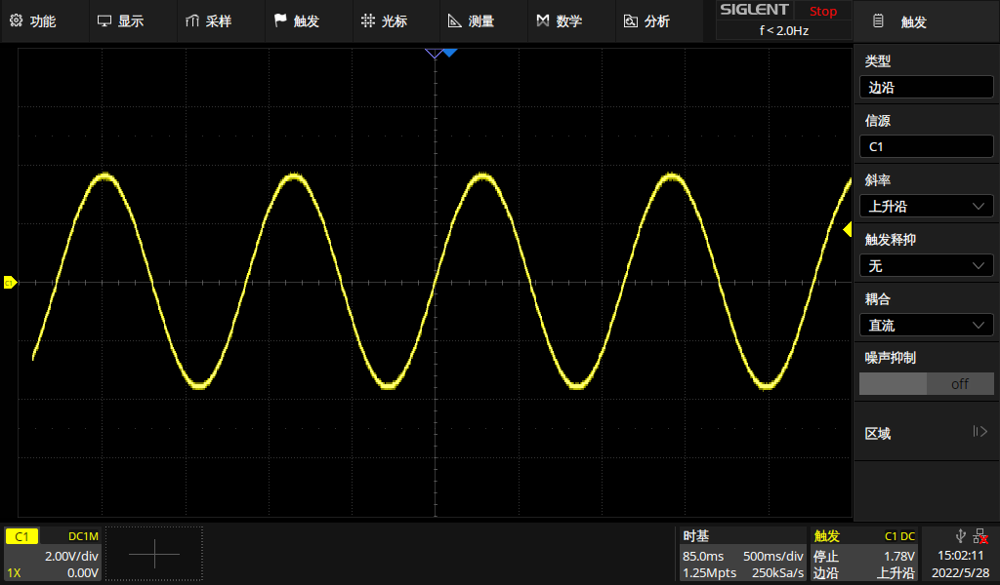 功能 显示 采样 触发 光标 测量 数学 分析
SIGLENT Stop
f < 2.0Hz
触发
类型
边沿
信源
C1
斜率
上升沿
触发释抑
无
耦合
直流
噪声抑制
off
区域
C1
C1 DC1M
2.00V/div
1X 0.00V
时基
85.0ms 500ms/div
1.25Mpts 250kSa/s
触发 C1 DC
停止 1.78V
边沿 上升沿
15:02:11
2022/5/28